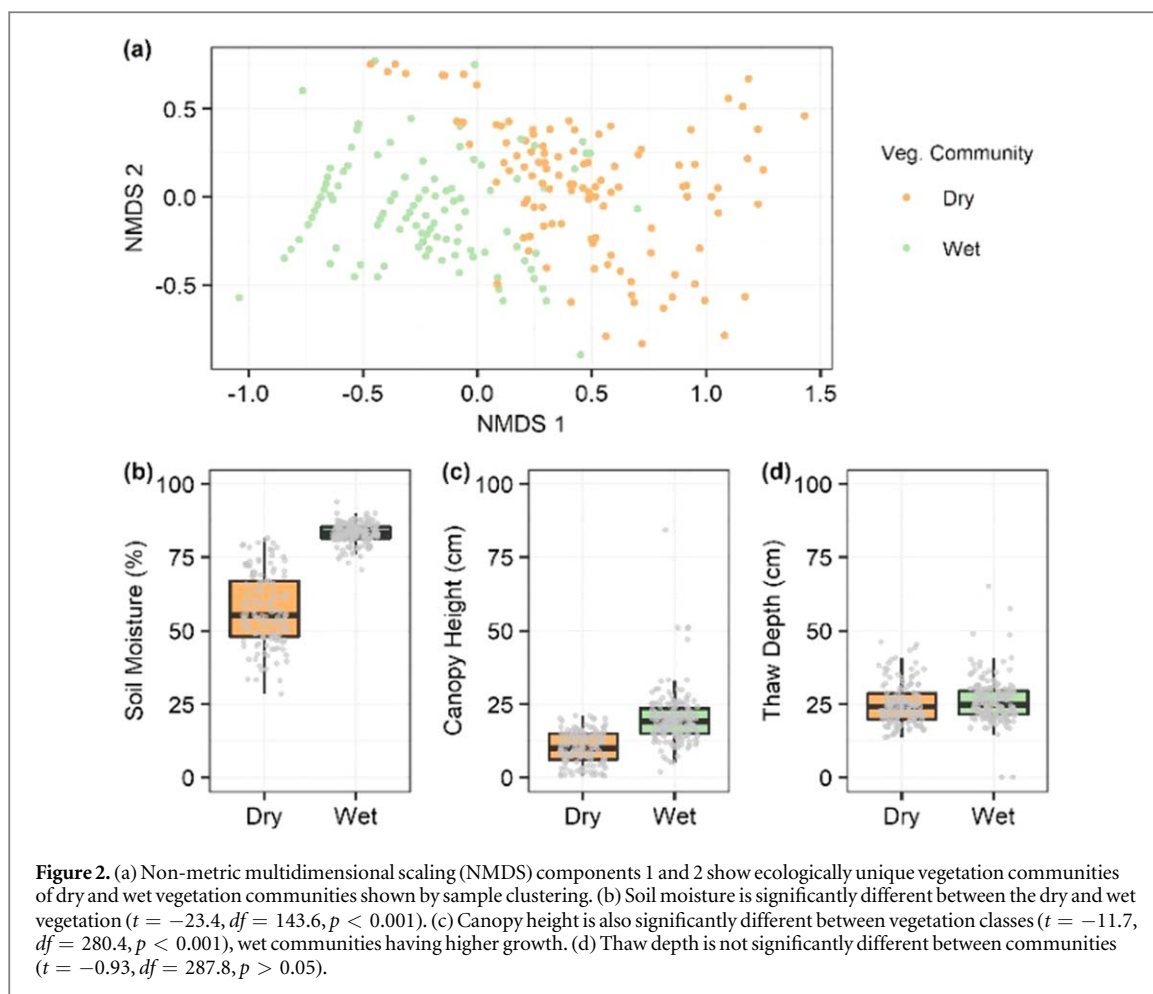 (a)
0.5
0.0
-0.5
NMDS 2
-1.0 -0.5 0.0 0.5 1.0 1.5
NMDS 1
Veg. Community
Dry
Wet
(b)
100
75
50
25
0
Soil Moisture (%)
Dry Wet
(c)
100
75
50
25
0
Canopy Height (cm)
Dry Wet
(d)
100
75
50
25
0
Thaw Depth (cm)
Dry Wet
Figure 2. (a) Non-metric multidimensional scaling (NMDS) components 1 and 2 show ecologically unique vegetation communities
of dry and wet vegetation communities shown by sample clustering. (b) Soil moisture is significantly different between the dry and wet
vegetation (t = −23.4, df = 143.6, p < 0.001). (c) Canopy height is also significantly different between vegetation classes (t = −11.7,
df = 280.4, p < 0.001), wet communities having higher growth. (d) Thaw depth is not significantly different between communities
(t = −0.93, df = 287.8, p > 0.05).